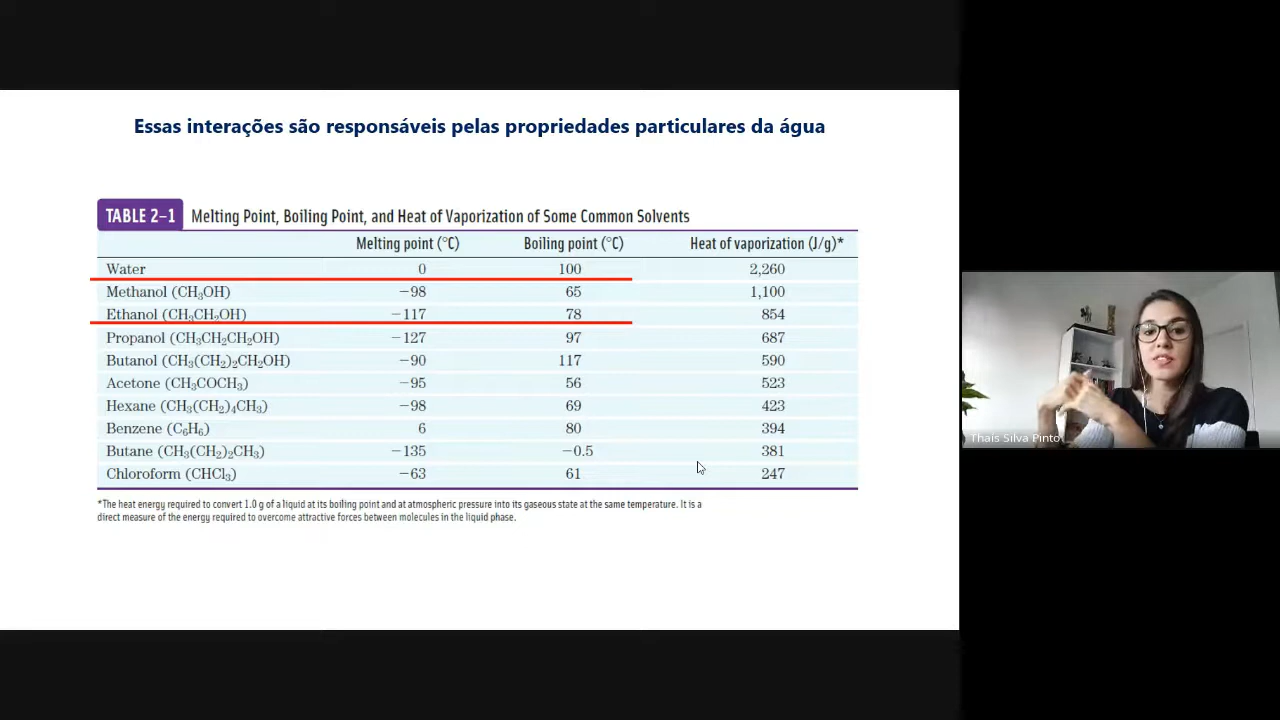 Essas interações são responsáveis pelas propriedades particulares da água
TABLE 2–1 Melting Point, Boiling Point, and Heat of Vaporization of Some Common Solvents
Melting point (°C) Boiling point (°C) Heat of vaporization (J/g)*
Water 0 100 2,260
Methanol (CH₃OH) −98 65 1,100
Ethanol (CH₃CH₂OH) −117 78 854
Propanol (CH₃CH₂CH₂OH) −127 97 687
Butanol (CH₃(CH₂)₂CH₂OH) −90 117 590
Acetone (CH₃COCH₃) −95 56 523
Hexane (CH₃(CH₂)₄CH₃) −98 69 423
Benzene (C₆H₆) 6 80 394
Butane (CH₃(CH₂)₂CH₃) −135 −0.5 381
Chloroform (CHCl₃) −63 61 247
*The heat energy required to convert 1.0 g of a liquid at its boiling point and at atmospheric pressure into its gaseous state at the same temperature. It is a
direct measure of the energy required to overcome attractive forces between molecules in the liquid phase.
Thais Silva Pinto